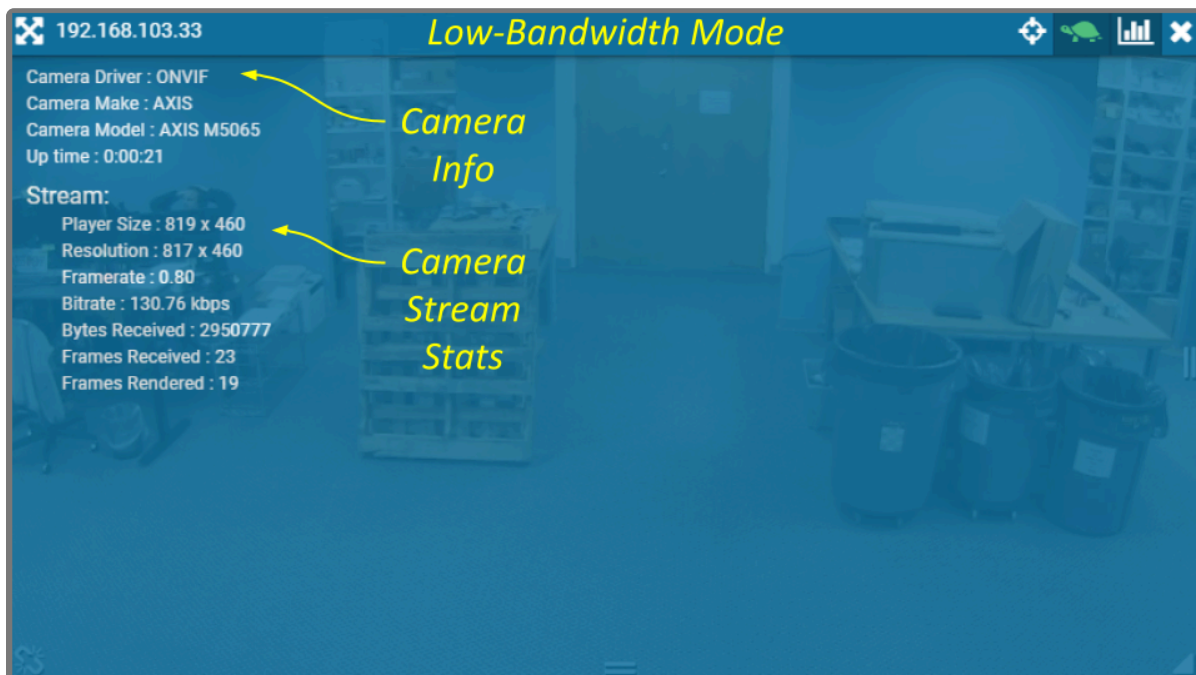 192.168.103.33
Low-Bandwidth Mode
Camera Driver : ONVIF
Camera Make : AXIS
Camera Model : AXIS M5065
Up time : 0:00:21
Camera
Info
Stream:
Player Size : 819 x 460
Resolution : 817 x 460
Framerate : 0.80
Bitrate : 130.76 kbps
Bytes Received : 2950777
Frames Received : 23
Frames Rendered : 19
Camera
Stream
Stats